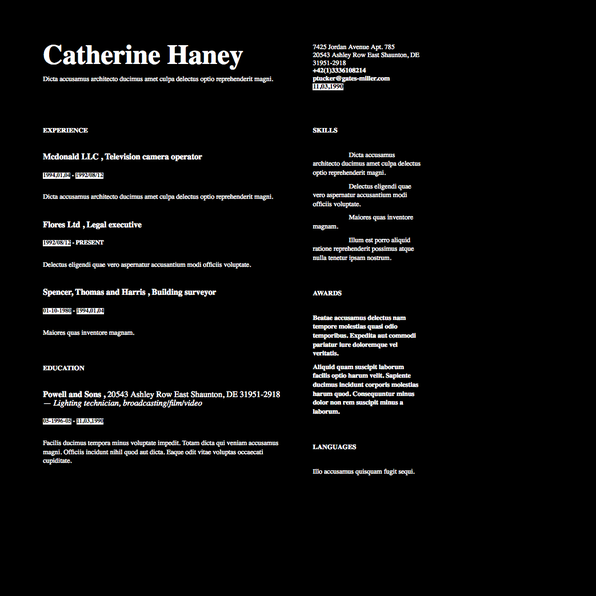 Catherine Haney
Dicta accusamus architecto ducimus amet culpa delectus optio reprehenderit magni.
7425 Jordan Avenue Apt. 785
20543 Ashley Row East Shaunton, DE
31951-2918
+42(1)3336108214
ptucker@gates-miller.com
11,03,1990
EXPERIENCE
Mcdonald LLC , Television camera operator
1994,01,04 - 1992/08/12
Dicta accusamus architecto ducimus amet culpa delectus optio reprehenderit magni.
Flores Ltd , Legal executive
1992/08/12 - PRESENT
Delectus eligendi quae vero aspernatur accusantium modi officiis voluptate.
Spencer, Thomas and Harris , Building surveyor
01-10-1980 - 1994,01,04
Maiores quas inventore magnam.
EDUCATION
Powell and Sons , 20543 Ashley Row East Shaunton, DE 31951-2918
— Lighting technician, broadcasting/film/video
05-1996-05 - 11,03,1990
Facilis ducimus tempora minus voluptate impedit. Totam dicta qui veniam accusamus
magni. Officiis incidunt nihil quod aut dicta. Eaque odit vitae voluptas occaecati
cupiditate.
SKILLS
Dicta accusamus
architecto ducimus amet culpa delectus
optio reprehenderit magni.
Delectus eligendi quae
vero aspernatur accusantium modi
officiis voluptate.
Maiores quas inventore
magnam.
Illum est porro aliquid
ratione reprehenderit possimus atque
nulla tenetur ipsam nostrum.
AWARDS
Beatae accusamus delectus nam
tempore molestias quasi odio
temporibus. Expedita aut commodi
pariatur iure doloremque vel
veritatis.
Aliquid quam suscipit laborum
facilis optio harum velit. Sapiente
ducimus incidunt corporis molestias
harum quod. Consequuntur minus
dolor non rem suscipit minus a
laborum.
LANGUAGES
Illo accusamus quisquam fugit sequi.